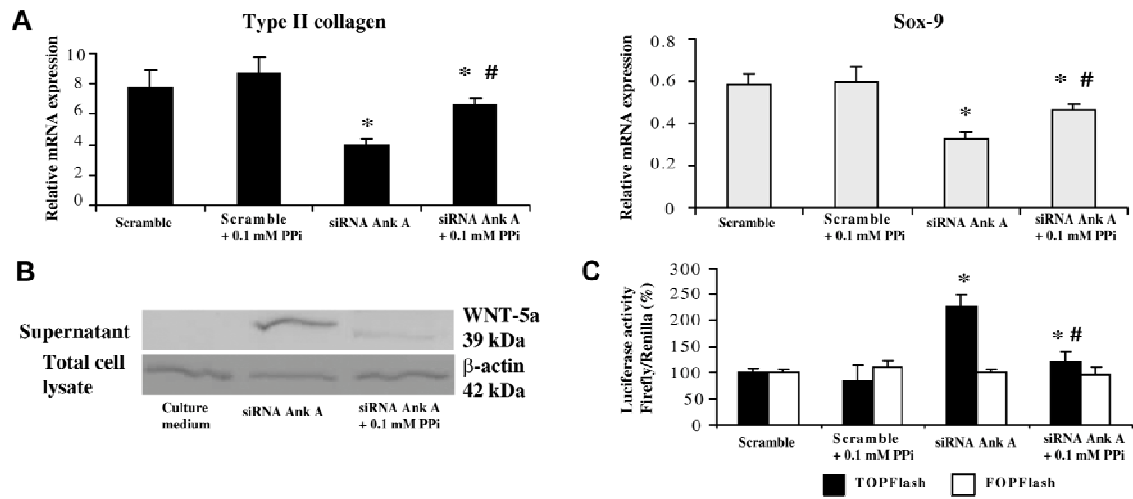 A
Type II collagen
Relative mRNA expression
10
8
6
4
2
0
*
* #
Scramble
Scramble
+ 0.1 mM PPi
siRNA Ank A
siRNA Ank A
+ 0.1 mM PPi
Sox-9
Relative mRNA expression
0.8
0.6
0.4
0.2
0
*
* #
Scramble
Scramble
+ 0.1 mM PPi
siRNA Ank A
siRNA Ank A
+ 0.1 mM PPi
B
Supernatant
WNT-5a
39 kDa
Total cell
lysate
β-actin
42 kDa
Culture
medium
siRNA Ank A
siRNA Ank A
+ 0.1 mM PPi
C
Luciferase activity
Firefly/Renilla (%)
300
250
200
150
100
50
0
*
* #
Scramble
Scramble
+ 0.1 mM PPi
siRNA Ank A
siRNA Ank A
+ 0.1 mM PPi
TOPFlash
FOPFlash